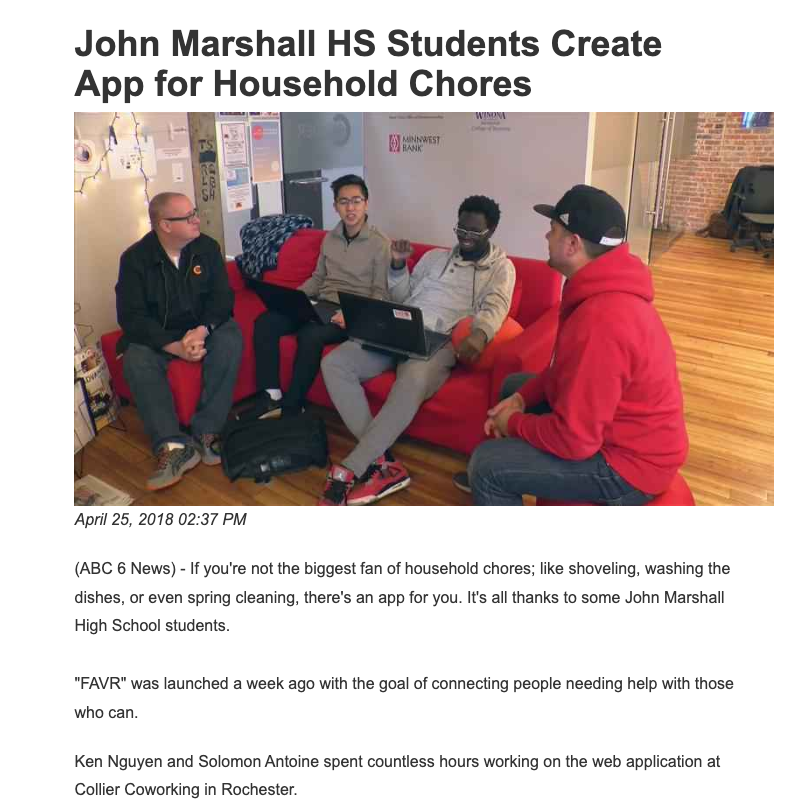 John Marshall HS Students Create
App for Household Chores
WINONA
MINNWEST
BANK
April 25, 2018 02:37 PM
(ABC 6 News) - If you're not the biggest fan of household chores; like shoveling, washing the
dishes, or even spring cleaning, there's an app for you. It's all thanks to some John Marshall
High School students.
"FAVR" was launched a week ago with the goal of connecting people needing help with those
who can.
Ken Nguyen and Solomon Antoine spent countless hours working on the web application at
Collier Coworking in Rochester.